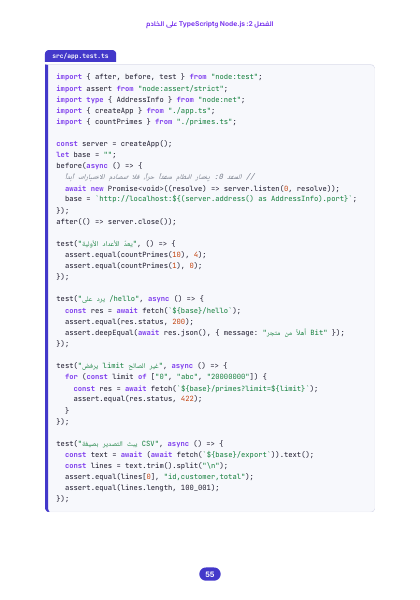 الفصل 2: Node.js وTypeScript على الخادم
src/app.test.ts
import { after, before, test } from "node:test";
import assert from "node:assert/strict";
import type { AddressInfo } from "node:net";
import { createApp } from "./app.ts";
import { countPrimes } from "./primes.ts";
const server = createApp();
let base = "";
before(async () => {
// المنفذ 0: يختار النظام منفذاً حراً، فلا تتصادم الاختبارات أبداً
await new Promise<void>((resolve) => server.listen(0, resolve));
base = `http://localhost:${(server.address() as AddressInfo).port}`;
});
after(() => server.close());
test("يعدّ الأعداد الأولية", () => {
assert.equal(countPrimes(10), 4);
assert.equal(countPrimes(1), 0);
});
test("يرد على /hello", async () => {
const res = await fetch(`${base}/hello`);
assert.equal(res.status, 200);
assert.deepEqual(await res.json(), { message: "أهلاً من متجر Bit" });
});
test("يرفض limit غير الصالح", async () => {
for (const limit of ["0", "abc", "20000000"]) {
const res = await fetch(`${base}/primes?limit=${limit}`);
assert.equal(res.status, 422);
}
});
test("يبث التصدير بصيغة CSV", async () => {
const text = await (await fetch(`${base}/export`)).text();
const lines = text.trim().split("\n");
assert.equal(lines[0], "id,customer,total");
assert.equal(lines.length, 100_001);
});
55